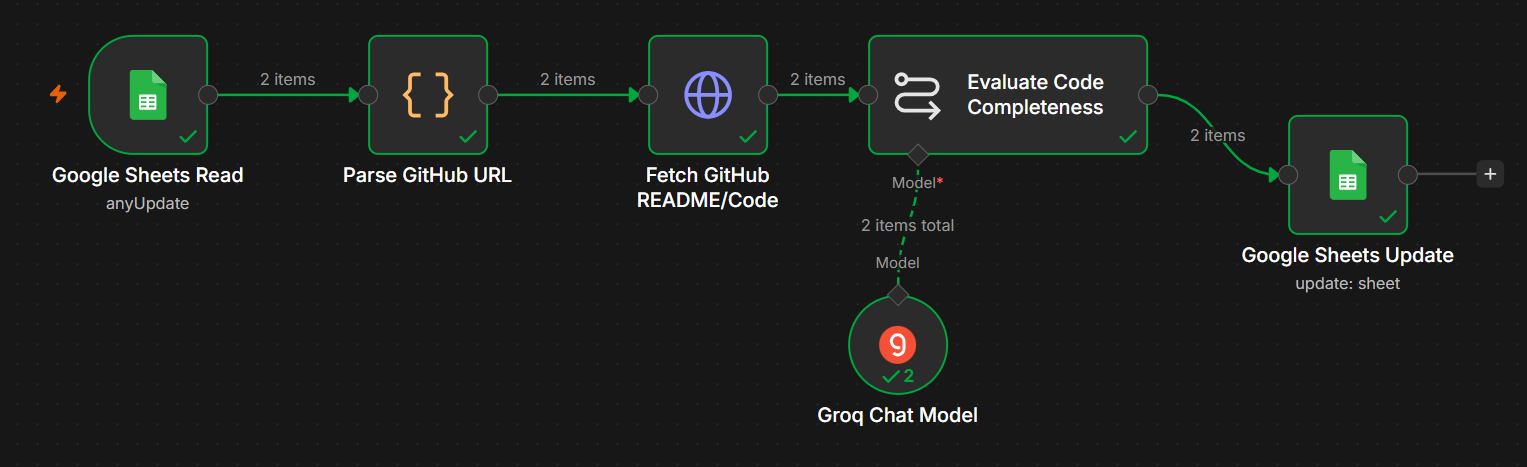 2 items
2 items
2 items
Evaluate Code
Completeness
2 items
Google Sheets Read
anyUpdate
Parse GitHub URL
Fetch GitHub
README/Code
Model*
2 items total
Model
2
Groq Chat Model
Google Sheets Update
update: sheet